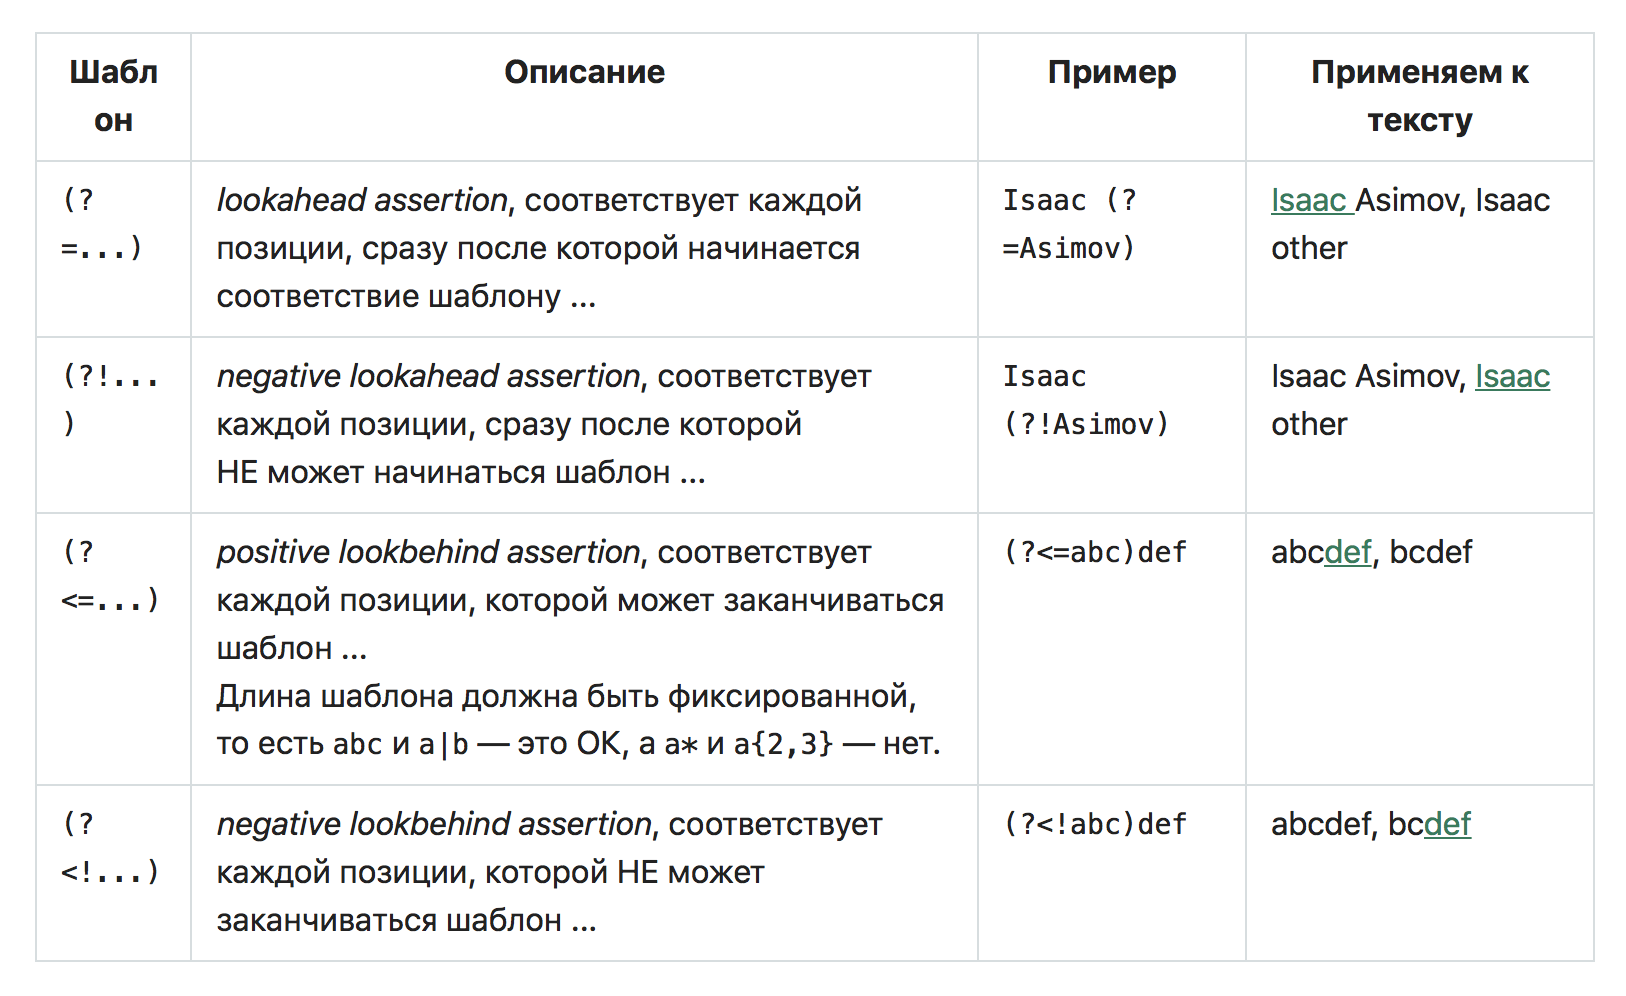 Шабл
он
Описание
Пример
Применяем к
тексту
(?
=...)
lookahead assertion, соответствует каждой
позиции, сразу после которой начинается
соответствие шаблону ...
Isaac (?
=Asimov)
Isaac Asimov, Isaac
other
(?!...
)
negative lookahead assertion, соответствует
каждой позиции, сразу после которой
НЕ может начинаться шаблон ...
Isaac
(?!Asimov)
Isaac Asimov, Isaac
other
(?
<=...)
positive lookbehind assertion, соответствует
каждой позиции, которой может заканчиваться
шаблон ...
Длина шаблона должна быть фиксированной,
то есть abc и a|b — это ОК, а a* и a{2,3} — нет.
(?<=abc)def
abcdef, bcdef
(?
<!...)
negative lookbehind assertion, соответствует
каждой позиции, которой НЕ может
заканчиваться шаблон ...
(?<!abc)def
abcdef, bcdef